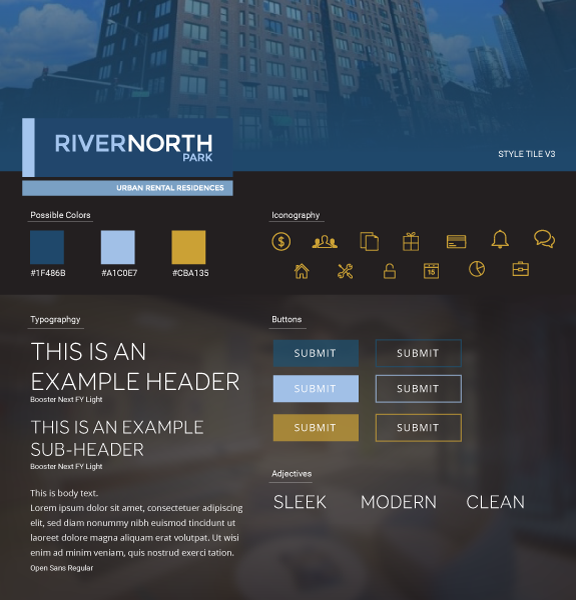 RIVERNORTH
PARK
URBAN RENTAL RESIDENCES
STYLE TILE V3
Possible Colors
#1F486B
#A1C0E7
#CBA135
Iconography
$
15
Typographgy
THIS IS AN
EXAMPLE HEADER
Booster Next FY Light
THIS IS AN EXAMPLE
SUB-HEADER
Booster Next FY Light
This is body text.
Lorem ipsum dolor sit amet, consectetuer adipiscing
elit, sed diam nonummy nibh euismod tincidunt ut
laoreet dolore magna aliquam erat volutpat. Ut wisi
enim ad minim veniam, quis nostrud exerci tation.
Open Sans Regular
Buttons
SUBMIT SUBMIT
SUBMIT SUBMIT
SUBMIT SUBMIT
Adjectives
SLEEK MODERN CLEAN